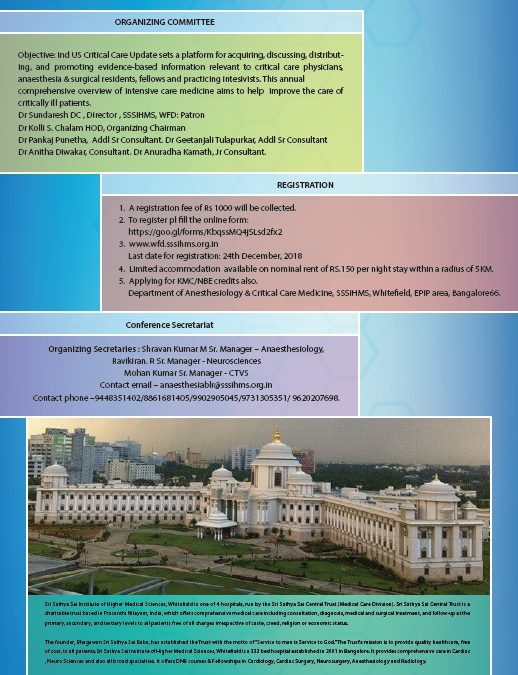 ORGANIZING COMMITTEE
Objective: Ind US Critical Care Update sets a platform for acquiring, discussing, distribut-
ing, and promoting evidence-based information relevant to critical care physicians,
anaesthesia & surgical residents, fellows and practicing intesivists. This annual
comprehensive overview of intensive care medicine aims to help improve the care of
critically ill patients.
Dr Sundaresh DC , Director , SSSIHMS, WFD: Patron
Dr Kolli S. Chalam HOD, Organizing Chairman
Dr Pankaj Punetha, Addl Sr Consultant. Dr Geetanjali Tulapurkar, Addl Sr Consultant
Dr Anitha Diwakar, Consultant. Dr Anuradha Kamath, Jr Consultant.
REGISTRATION
1. A registration fee of Rs 1000 will be collected.
2. To register pl fill the online form:
https://goo.gl/forms/KbqssMQ4jSLsd2fx2
3. www.wfd.sssihms.org.in
Last date for registration: 24th December, 2018
4. Limited accommodation available on nominal rent of RS.150 per night stay within a radius of 5KM.
5. Applying for KMC/NBE credits also.
Department of Anesthesiology & Critical Care Medicine, SSSIHMS, Whitefield, EPIP area, Bangalore66.
Conference Secretariat
Organizing Secretaries : Shravan Kumar M Sr. Manager – Anaesthesiology,
Ravikiran. R Sr. Manager - Neurosciences
Mohan Kumar Sr. Manager - CTVS
Contact email – anaesthesiablr@sssihms.org.in
Contact phone –9448351402/8861681405/9902905045/9731305351/ 9620207698.
Sri Sathya Sai Institute of Higher Medical Sciences, Whitefield is one of 4 hospitals, run by the Sri Sathya Sai Central Trust (Medical Care Division). Sri Sathya Sai Central Trust is a
charitable trust based in Prasanthi Nilayam, India, which offers comprehensive medical care including consultation, diagnosis, medical and surgical treatment, and follow-up at the
primary, secondary, and tertiary levels to all patients free of all charges irrespective of caste, creed, religion or economic status.
The founder, Bhagawan Sri Sathya Sai Baba, has established the Trust with the motto of "Service to man is Service to God." The Trust's mission is to provide quality healthcare, free
of cost, to all patients. Sri Sathya Sai Institute of Higher Medical Sciences, Whitefield is a 333 bed hospital established in 2001 in Bangalore. It provides comprehensive care in Cardiac
, Neuro Sciences and also all broad specialties. It offers DNB courses & Fellowships in Cardiology, Cardiac Surgery, Neurosurgery, Anesthesiology and Radiology.